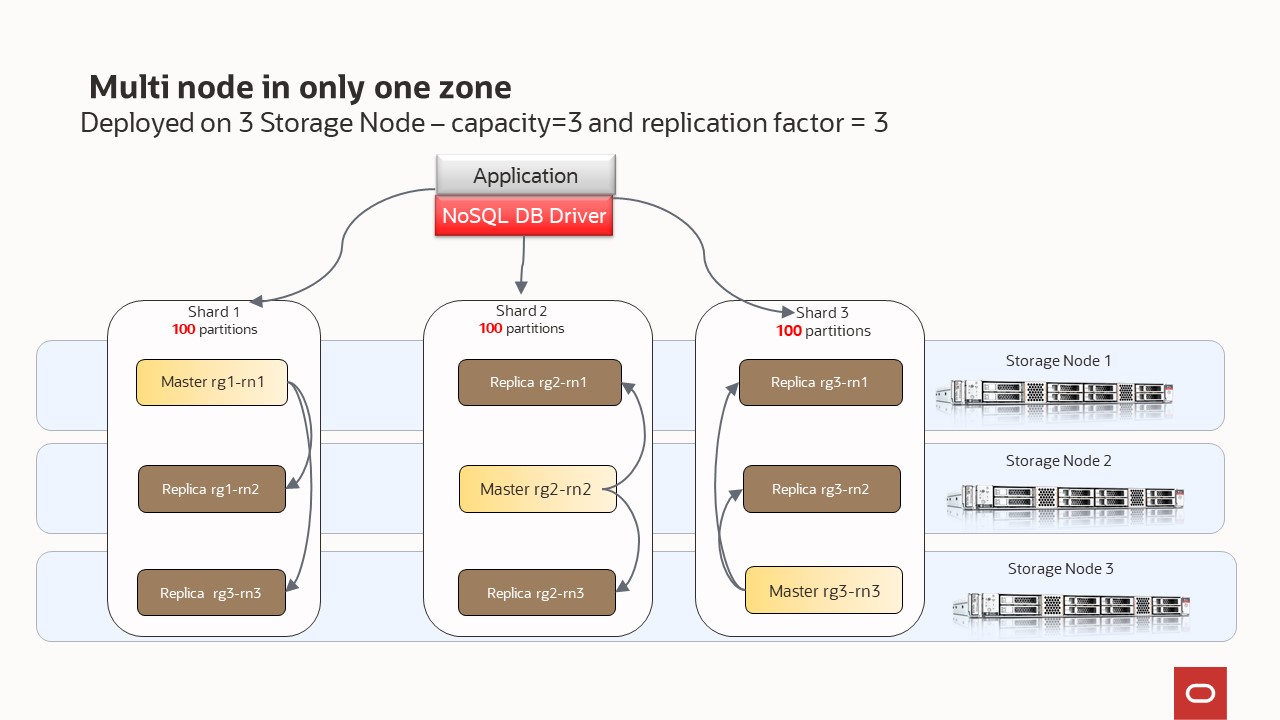 Multi node in only one zone
Deployed on 3 Storage Node – capacity=3 and replication factor = 3
Application
NoSQL DB Driver
Shard 1
100 partitions
Shard 2
100 partitions
Shard 3
100 partitions
Master rg1-rn1
Replica rg2-rn1
Replica rg3-rn1
Storage Node 1
Replica rg1-rn2
Master rg2-rn2
Replica rg3-rn2
Storage Node 2
Replica  rg3-rn3
Replica rg2-rn3
Master rg3-rn3
Storage Node 3